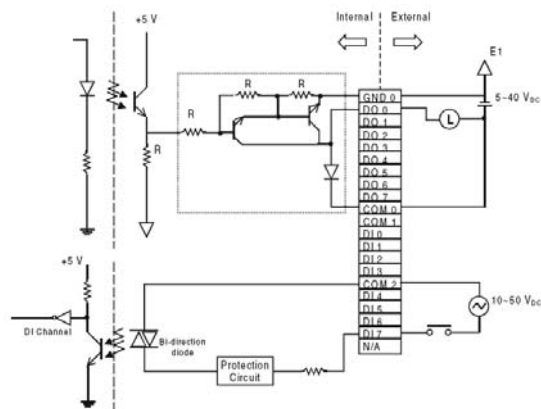 Internal External
+5 V
E1
R R
GND 0
5~40 VDC
DO 0
L
DO 1
R
DO 2
DO 3
R
DO 4
DO 5
DO 6
DO 7
COM 0
COM 1
DI 0
DI 1
DI 2
DI 3
+5 V
COM 2
DI 4
10~50 VDC
DI 5
DI Channel
DI 6
Bi-direction
diode
DI 7
Protection
Circuit
N/A